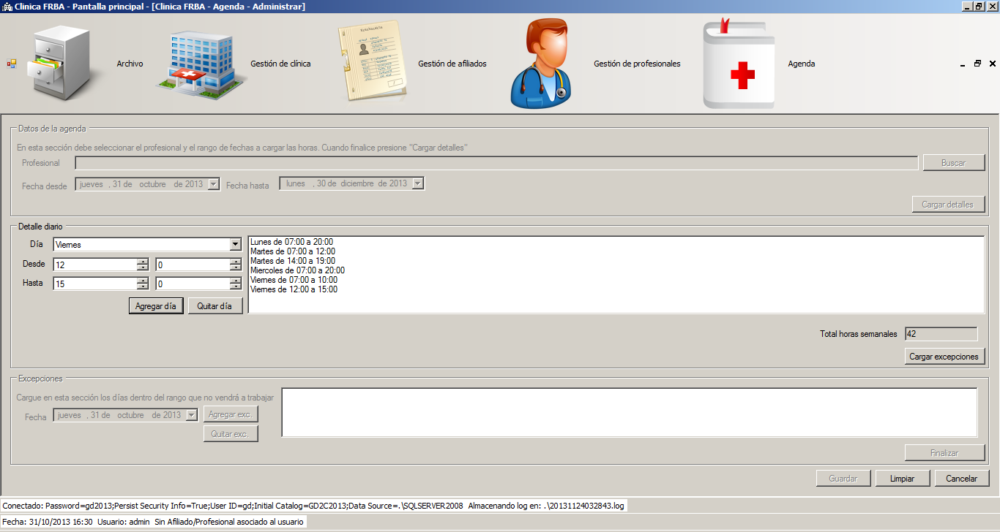 Clinica FRBA - Pantalla principal - [Clinica FRBA - Agenda - Administrar]
Archivo
Gestión de clínica
Gestión de afiliados
Gestión de profesionales
Agenda
Datos de la agenda
En esta sección debe seleccionar el profesional y el rango de fechas a cargar las horas. Cuando finalice presione "Cargar detalles"
Profesional
Buscar
Fecha desde jueves , 31 de octubre de 2013 Fecha hasta lunes , 30 de diciembre de 2013
Cargar detalles
Detalle diario
Día Viernes
Desde 12 0
Hasta 15 0
Agregar día Quitar día
Lunes de 07:00 a 20:00
Martes de 07:00 a 12:00
Martes de 14:00 a 19:00
Miercoles de 07:00 a 20:00
Viernes de 07:00 a 10:00
Viernes de 12:00 a 15:00
Total horas semanales 42
Cargar excepciones
Excepciones
Cargue en esta sección los días dentro del rango que no vendrá a trabajar
Fecha jueves , 31 de octubre de 2013 Agregar exc.
Quitar exc.
Finalizar
Guardar Limpiar Cancelar
Conectado: Password=gd2013;Persist Security Info=True;User ID=gd;Initial Catalog=GD2C2013;Data Source=.\SQLSERVER2008 Almacenando log en: .\20131124032843.log
Fecha: 31/10/2013 16:30 Usuario: admin Sin Afiliado/Profesional asociado al usuario